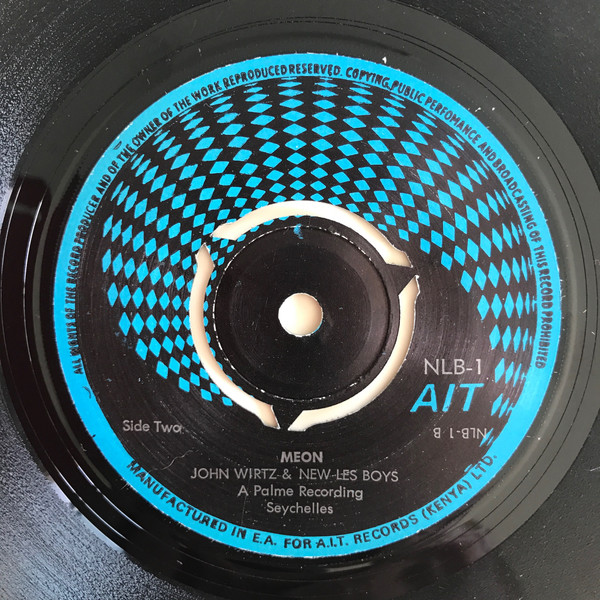 ALL RIGHTS OF THE RECORD PRODUCER AND OF THE OWNER OF THE WORK REPRODUCED RESERVED. COPYING, PUBLIC PERFOMANCE AND BROADCASTING OF THIS RECORD PROHIBITED
NLB-1
AIT
Side Two
NLB-1 B
MEON
JOHN WIRTZ & NEW LES BOYS
A Palme Recording
Seychelles
MANUFACTURED IN E.A. FOR A.I.T. RECORDS (KENYA) LTD.